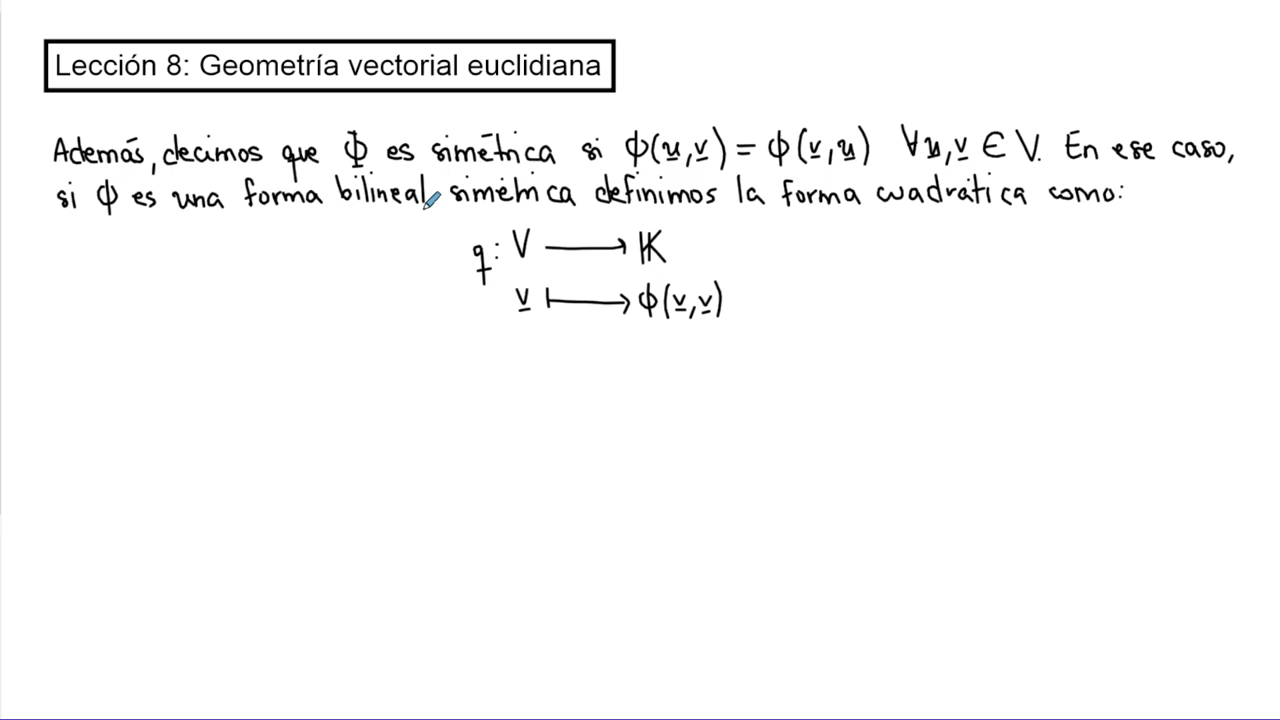 Lección 8: Geometría vectorial euclidiana
Además, decimos que Φ es simétrica si ϕ(u,v) = ϕ(v,u) ∀u,v ∈ V. En ese caso,
si ϕ es una forma bilineal simétrica definimos la forma cuadrática como:
q: V ⟶ 𝕂
v ⟼ ϕ(v,v)